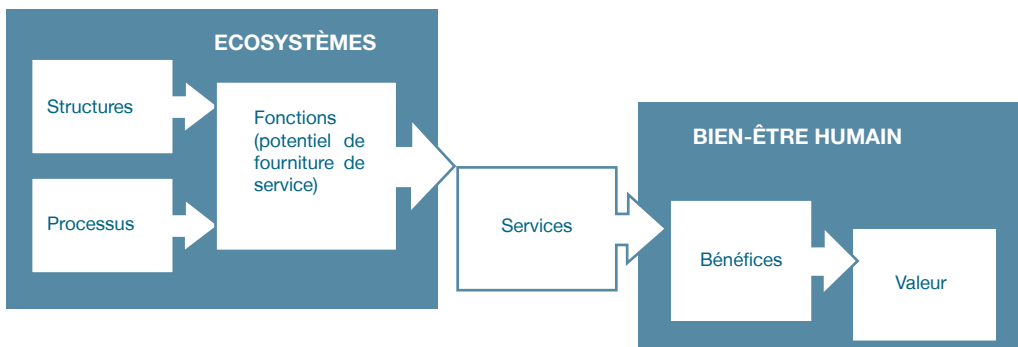 ECOSYSTÈMES
Structures
Processus
Fonctions
(potentiel de
fourniture de
service)
Services
BIEN-ÊTRE HUMAIN
Bénéfices
Valeur